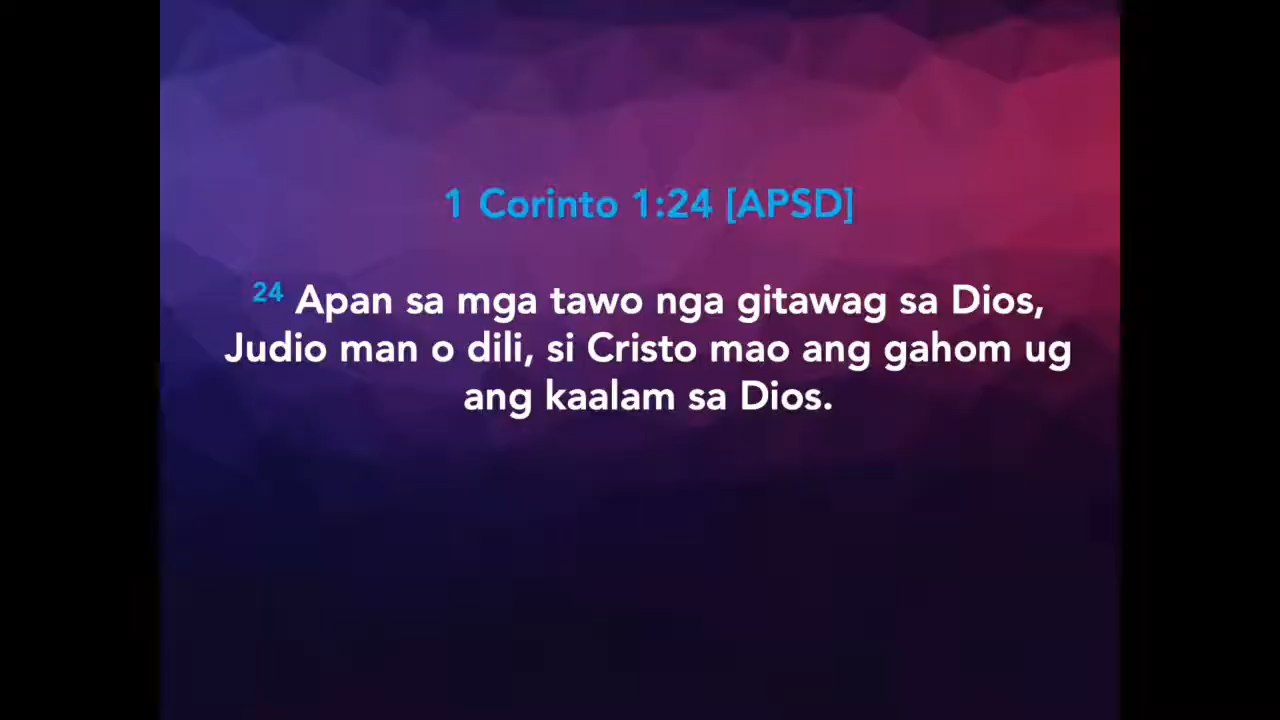 1 Corinto 1:24 [APSD]
24 Apan sa mga tawo nga gitawag sa Dios,
Judio man o dili, si Cristo mao ang gahom ug
ang kaalam sa Dios.